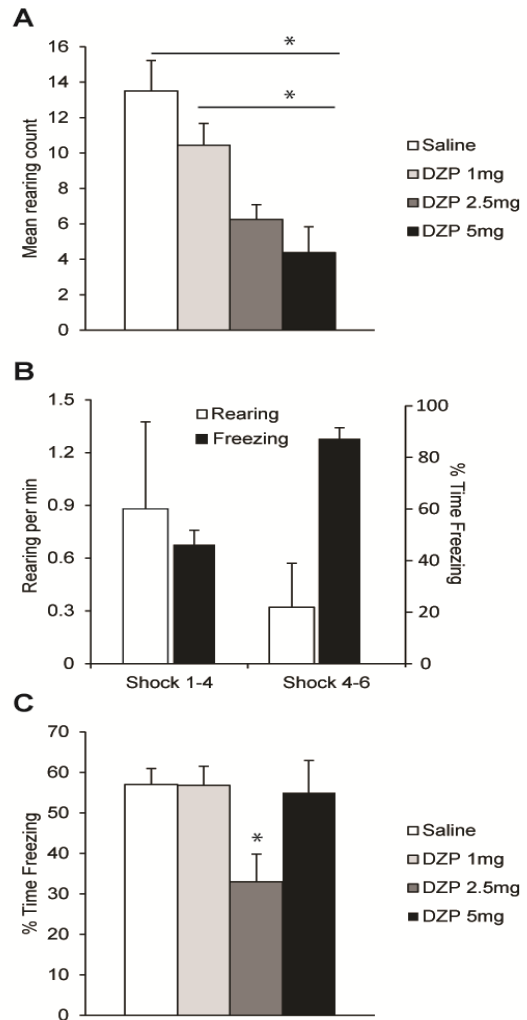 A
*
*
16
14
12
10
8
6
4
2
0
Mean rearing count
Saline
DZP 1mg
DZP 2.5mg
DZP 5mg
B
1.5
1.2
0.9
0.6
0.3
0
Rearing per min
Rearing
Freezing
100
80
60
40
20
0
% Time Freezing
Shock 1-4
Shock 4-6
C
70
60
50
40
30
20
10
0
% Time Freezing
*
Saline
DZP 1mg
DZP 2.5mg
DZP 5mg